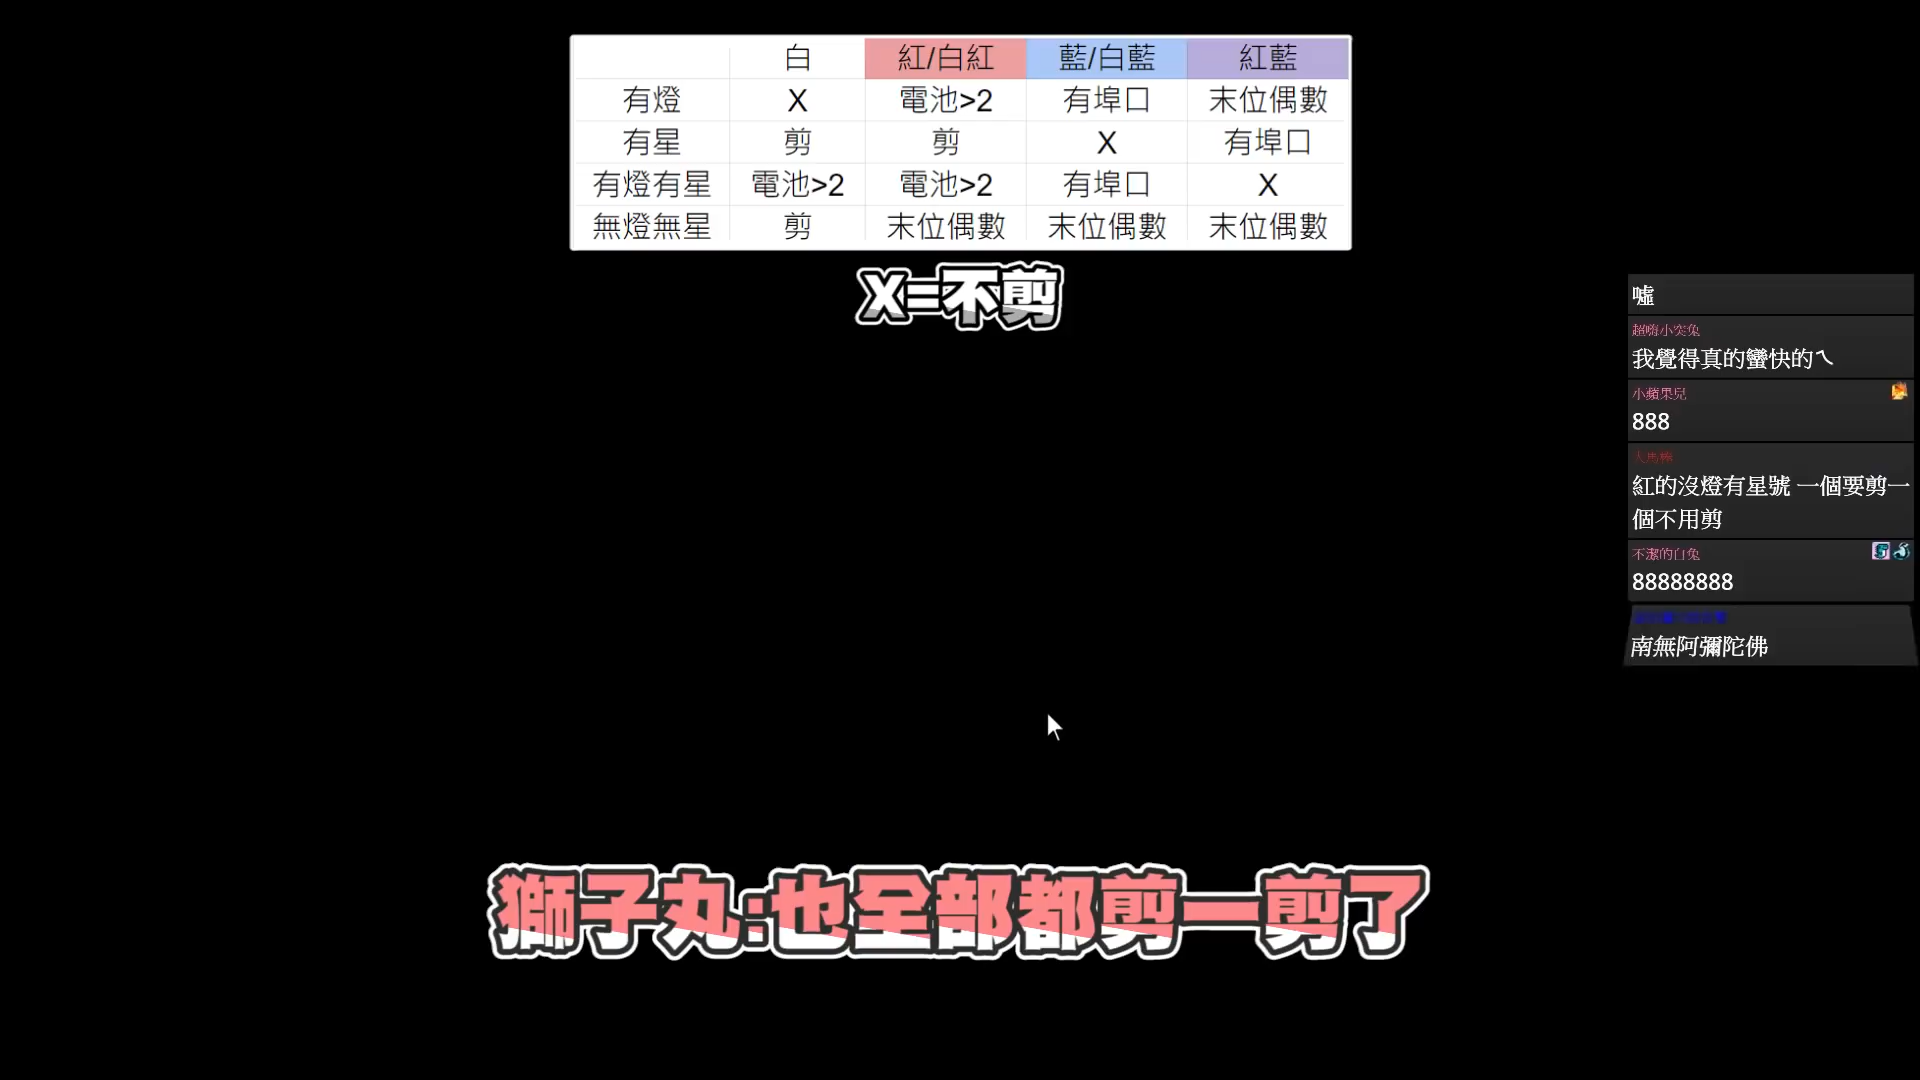 白 紅/白紅 藍/白藍 紅藍
有燈 X 電池>2 有埠口 末位偶數
有星 剪 剪 X 有埠口
有燈有星 電池>2 電池>2 有埠口 X
無燈無星 剪 末位偶數 末位偶數 末位偶數
X=不剪
噓
超嗨小突兔
我覺得真的蠻快的ㄟ
小蘋果兒
888
大馬熊
紅的沒燈有星號 一個要剪一
個不用剪
不潔的白兔
88888888
南無阿彌陀佛
獅子丸:也全部都剪一剪了